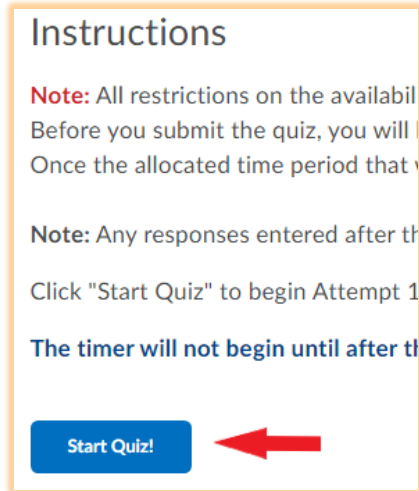 Instructions
Note: All restrictions on the availabil
Before you submit the quiz, you will
Once the allocated time period that
Note: Any responses entered after th
Click "Start Quiz" to begin Attempt 1
The timer will not begin until after th
Start Quiz!